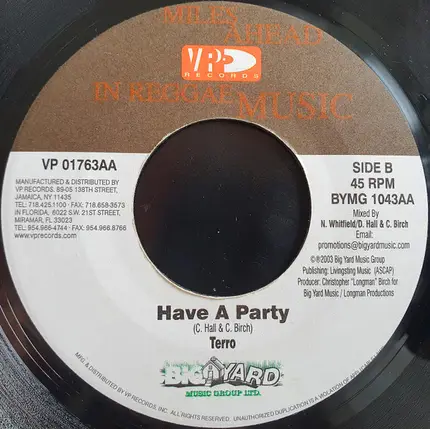 MILES AHEAD
VP
RECORDS
IN REGGAE MUSIC
VP 01763AA
MANUFACTURED & DISTRIBUTED BY
VP RECORDS. 89-05 138TH STREET,
JAMAICA, NY 11435
TEL: 718.425.1100 - FAX: 718.658-3573
IN FLORIDA, 6022 S.W. 21ST STREET,
MIRAMAR, FL 33023
TEL: 954.966-4744 - FAX: 954.966.8766
www.vprecords.com
SIDE B
45 RPM
BYMG 1043AA
Mixed By
N. Whitfield/D. Hall & C. Birch
Email:
promotions@bigyardmusic.com
©℗2003 Big Yard Music Group
Publishing: Livingsting Music (ASCAP)
Producer: Christopher "Longman" Birch for
Big Yard Music / Longman Productions
Have A Party
(C. Hall & C. Birch)
Terro
BIG YARD
MUSIC GROUP LTD.
MFG. & DISTRIBUTED BY VP RECORDS, INC. ALL RIGHTS RESERVED. UNAUTHORIZED DUPLICATION IS A VIOLATION